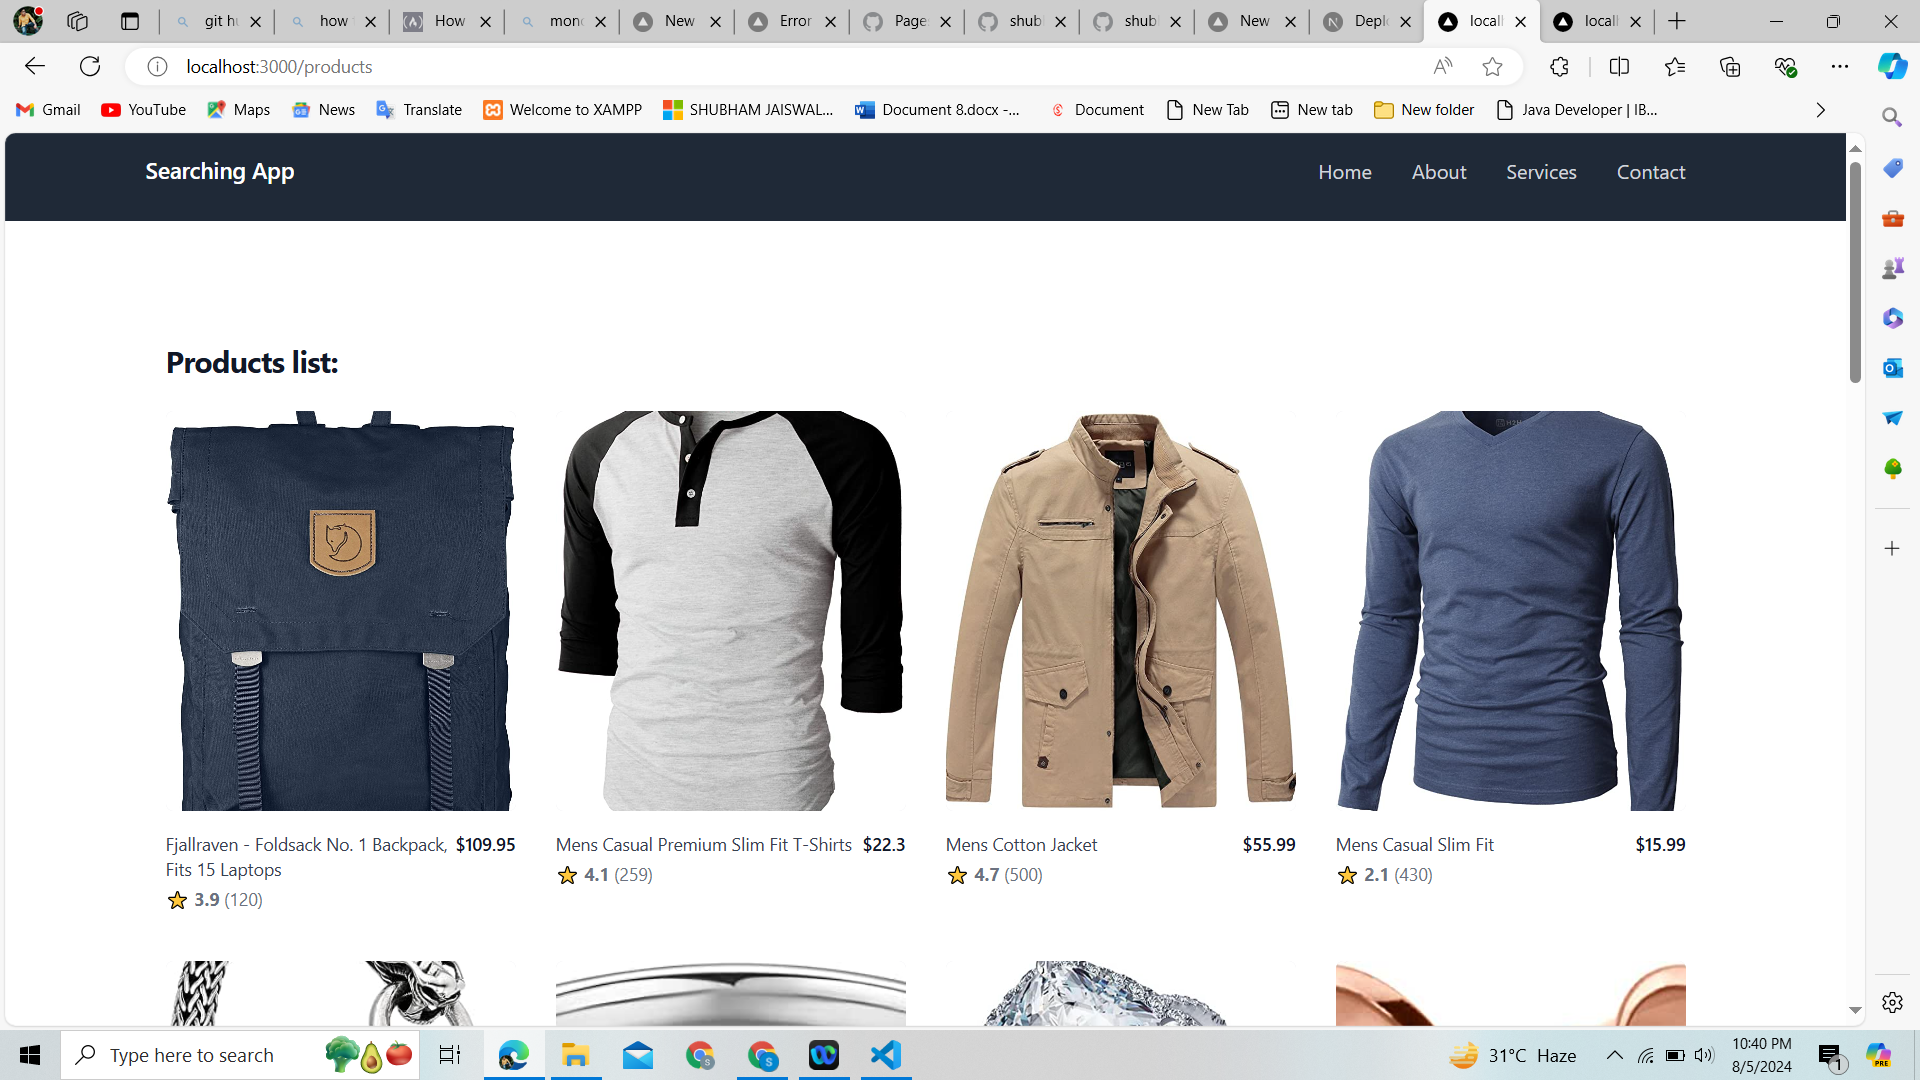 git hu
how t
How
mong
New
Error
Page
shub
shub
New
Deplo
locall
locall
localhost:3000/products
Gmail
YouTube
Maps
News
Translate
Welcome to XAMPP
SHUBHAM JAISWAL...
Document 8.docx -...
Document
New Tab
New tab
New folder
Java Developer | IB...
Searching App
Home
About
Services
Contact
Products list:
Fjallraven - Foldsack No. 1 Backpack,
Fits 15 Laptops
$109.95
3.9 (120)
Mens Casual Premium Slim Fit T-Shirts
$22.3
4.1 (259)
Mens Cotton Jacket
$55.99
4.7 (500)
Mens Casual Slim Fit
$15.99
2.1 (430)
Type here to search
31°C Haze
10:40 PM
8/5/2024
1
PRE